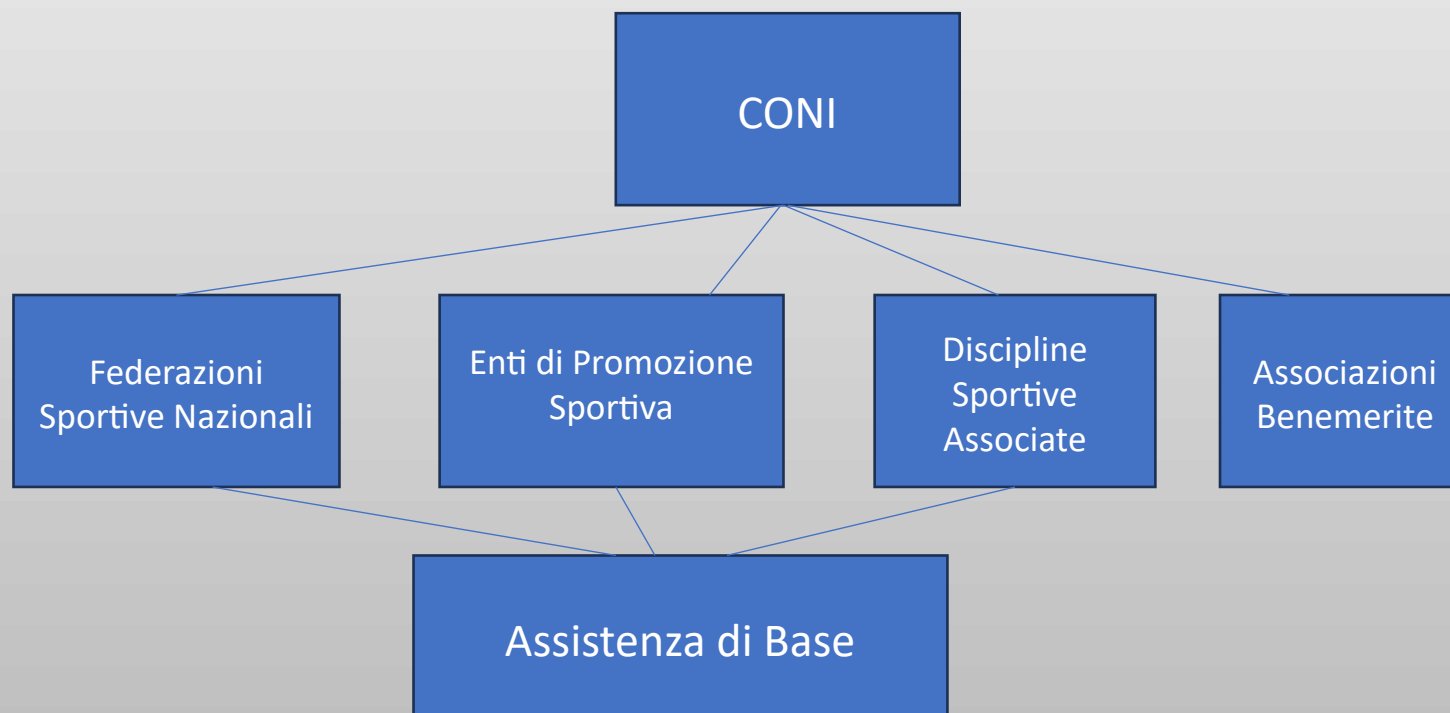 CONI
Federazioni
Sportive Nazionali
Enti di Promozione
Sportiva
Discipline
Sportive
Associate
Associazioni
Benemerite
Assistenza di Base